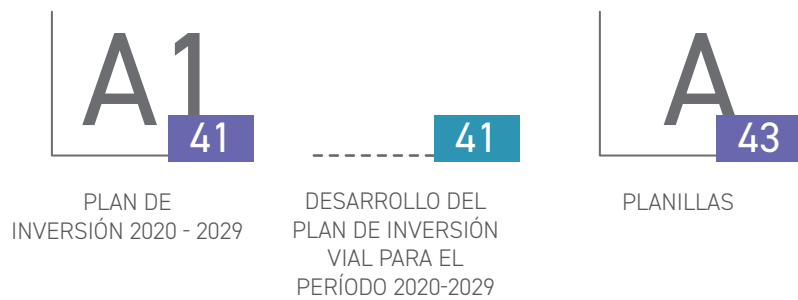 A1
41
PLAN DE
INVERSIÓN 2020 - 2029
41
DESARROLLO DEL
PLAN DE INVERSIÓN
VIAL PARA EL
PERÍODO 2020-2029
A
43
PLANILLAS